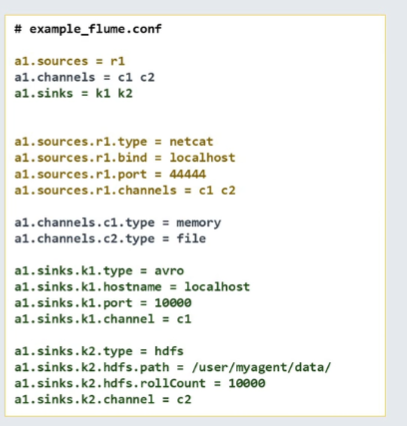 # example_flume.conf
a1.sources = r1
a1.channels = c1 c2
a1.sinks = k1 k2
a1.sources.r1.type = netcat
a1.sources.r1.bind = localhost
a1.sources.r1.port = 44444
a1.sources.r1.channels = c1 c2
a1.channels.c1.type = memory
a1.channels.c2.type = file
a1.sinks.k1.type = avro
a1.sinks.k1.hostname = localhost
a1.sinks.k1.port = 10000
a1.sinks.k1.channel = c1
a1.sinks.k2.type = hdfs
a1.sinks.k2.hdfs.path = /user/myagent/data/
a1.sinks.k2.hdfs.rollCount = 10000
a1.sinks.k2.channel = c2